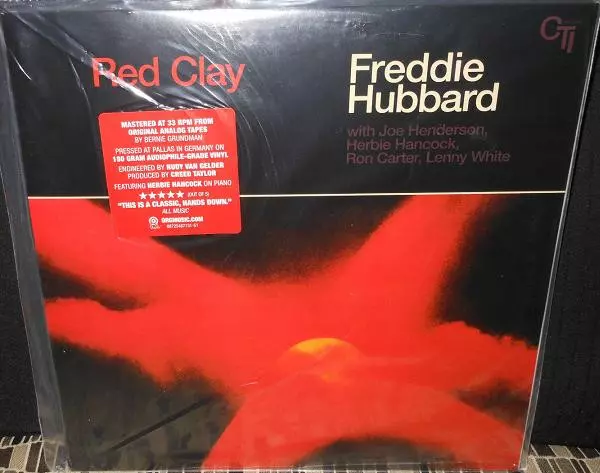 CTI
Red Clay
Freddie
Hubbard
with Joe Henderson,
Herbie Hancock,
Ron Carter, Lenny White
MASTERED AT 33 RPM FROM
ORIGINAL ANALOG TAPES
BY BERNIE GRUNDMAN
PRESSED AT PALLAS IN GERMANY ON
180 GRAM AUDIOPHILE-GRADE VINYL
ENGINEERED BY RUDY VAN GELDER
PRODUCED BY CREED TAYLOR
FEATURING HERBIE HANCOCK ON PIANO
★★★★★ (OUT OF 5)
"THIS IS A CLASSIC, HANDS DOWN."
ALL MUSIC
ORGMUSIC.COM